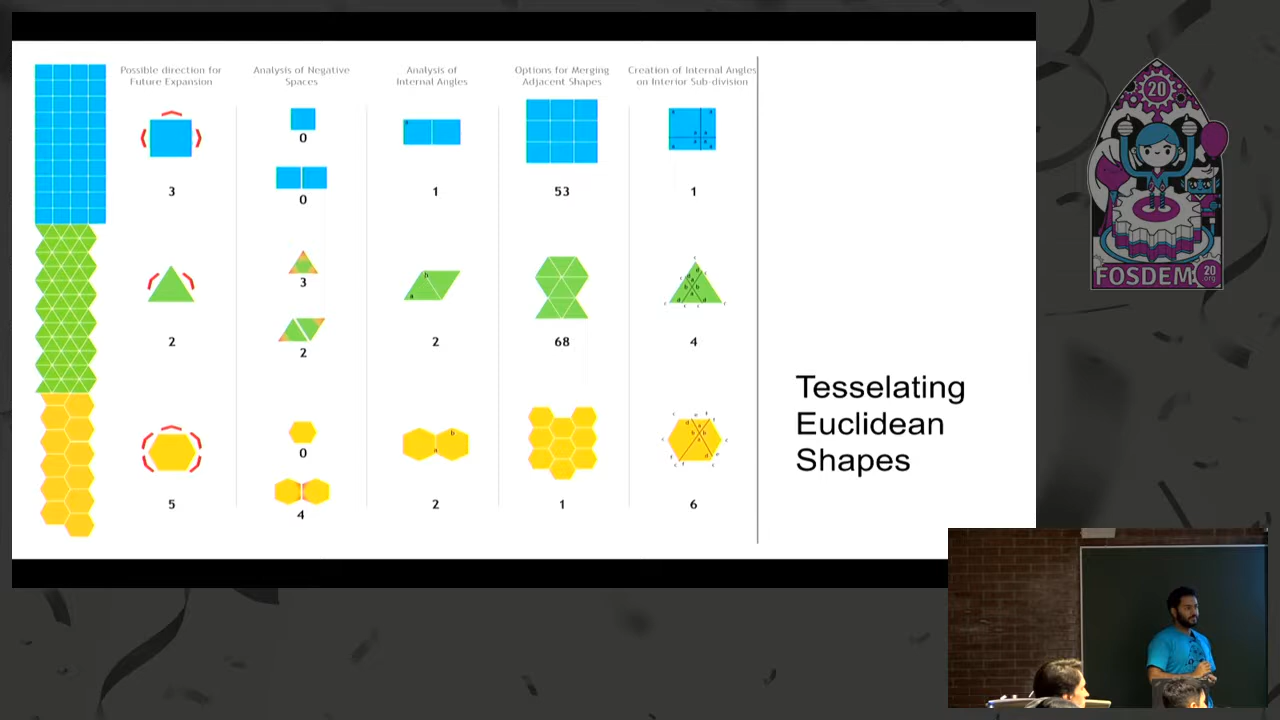 Possible direction for
Future Expansion
Analysis of Negative
Spaces
Analysis of
Internal Angles
Options for Merging
Adjacent Shapes
Creation of Internal Angles
on Interior Sub-division
0
3
0
1
53
1
3
2
2
2
68
4
0
5
4
2
1
6
Tesselating
Euclidean
Shapes
20
FOSDEM
20
.org